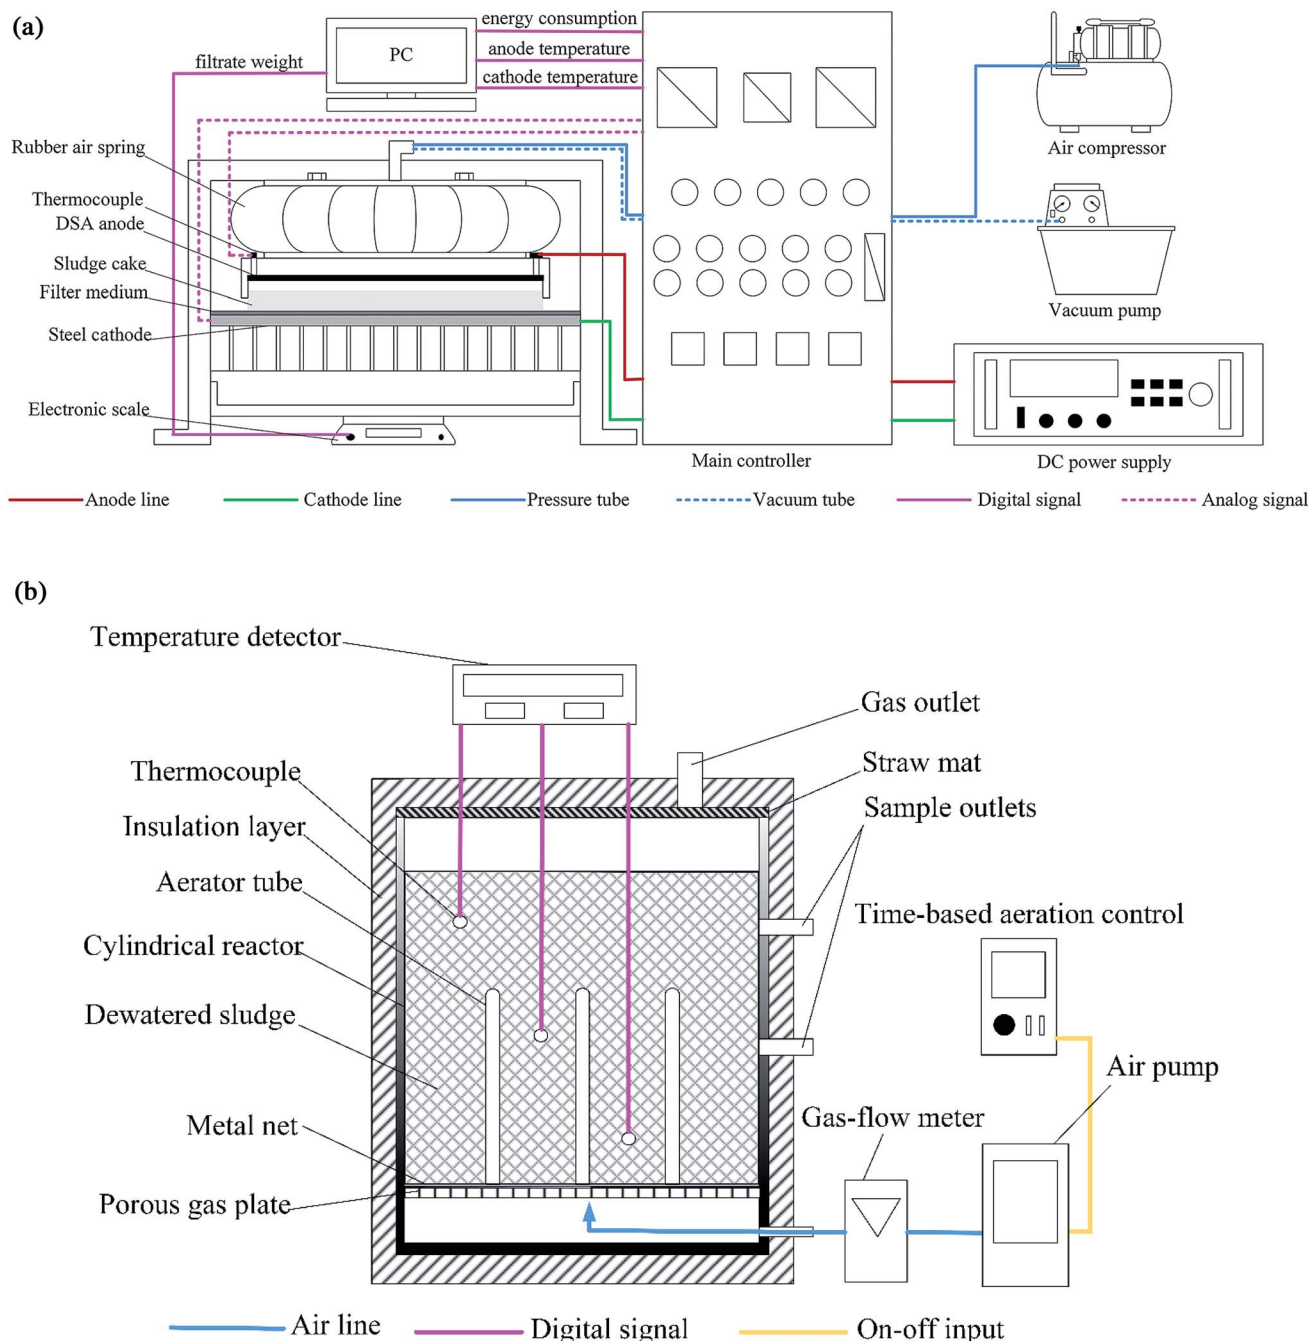 (a)
energy consumption
PC
filtrate weight
anode temperature
cathode temperature
Rubber air spring
Air compressor
Thermocouple
DSA anode
Sludge cake
Filter medium
Vacuum pump
Steel cathode
Electronic scale
Main controller
DC power supply
Anode line
Cathode line
Pressure tube
Vacuum tube
Digital signal
Analog signal
(b)
Temperature detector
Gas outlet
Thermocouple
Straw mat
Insulation layer
Sample outlets
Aerator tube
Time-based aeration control
Cylindrical reactor
Dewatered sludge
Air pump
Metal net
Gas-flow meter
Porous gas plate
Air line
Digital signal
On-off input